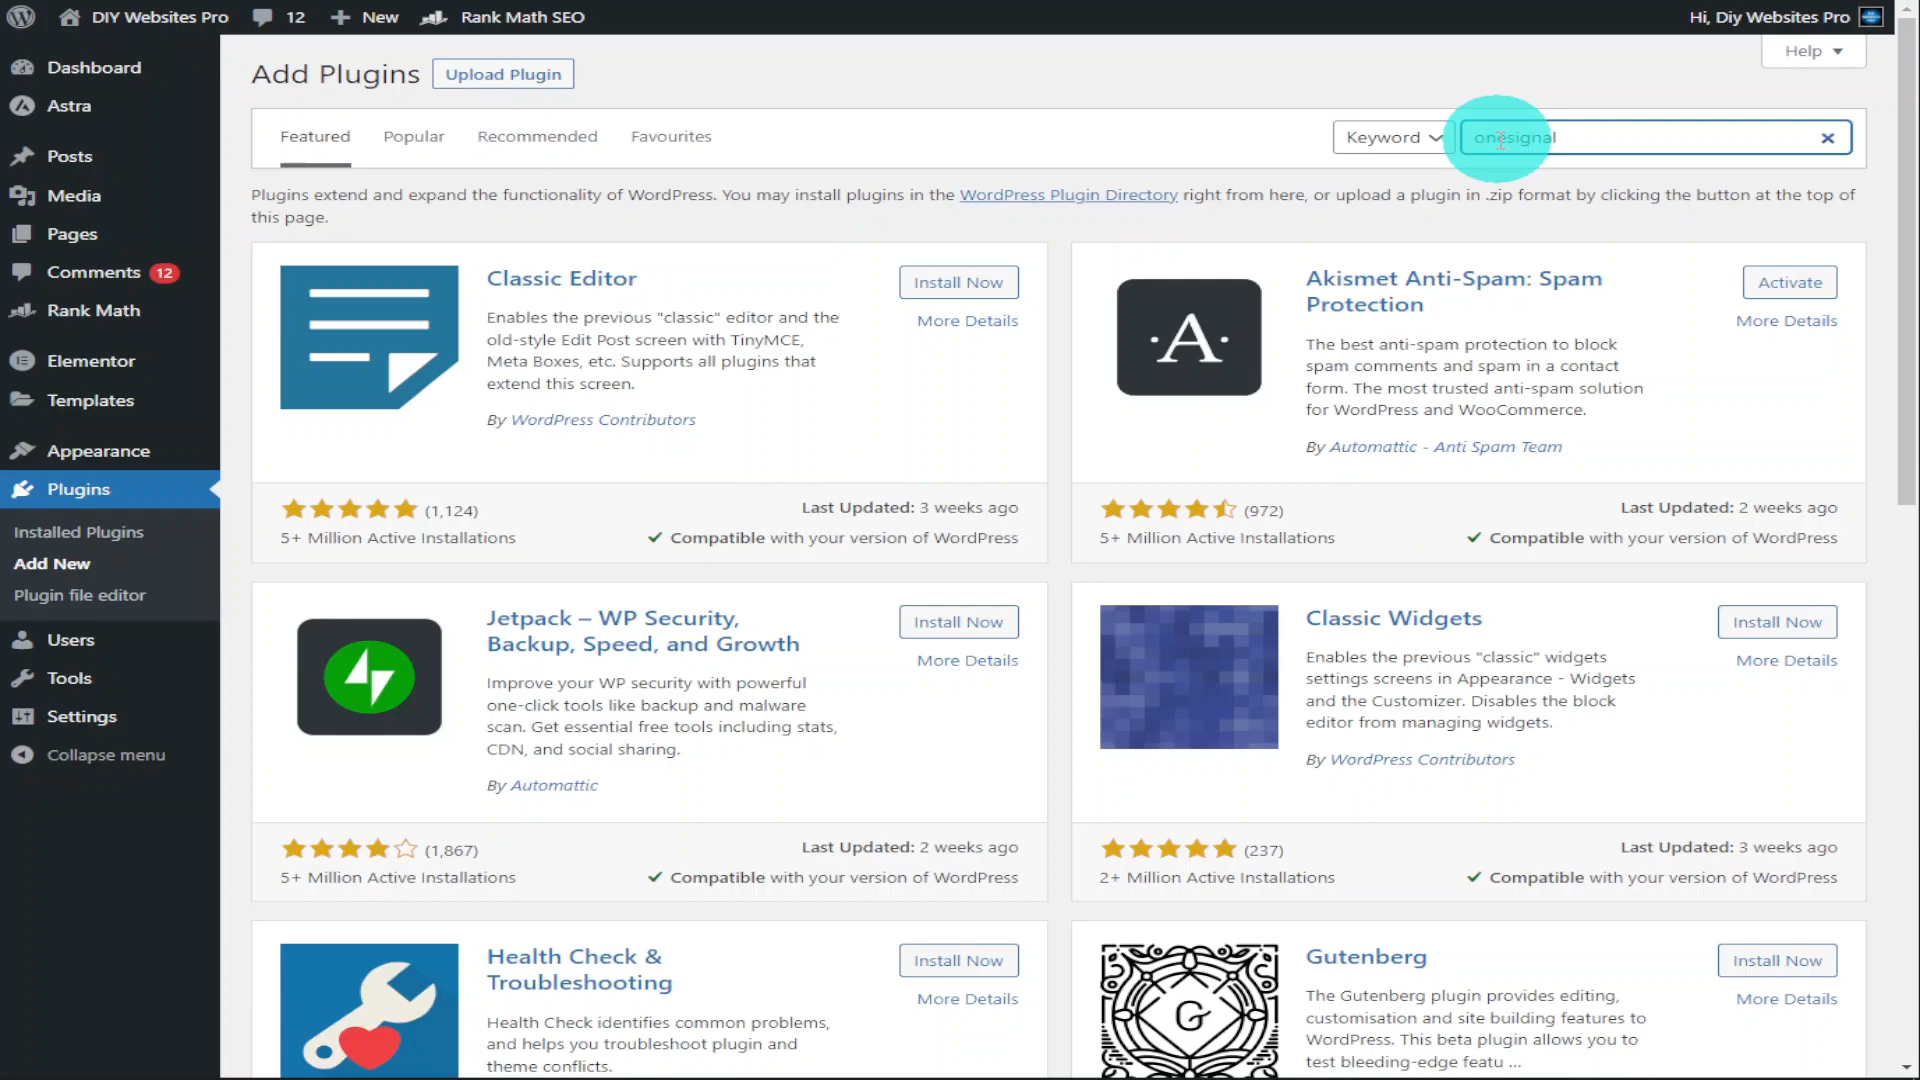 DIY Websites Pro 12 New Rank Math SEO Hi, Diy Websites Pro
Help
Dashboard
Astra
Posts
Media
Pages
Comments 12
Rank Math
Elementor
Templates
Appearance
Plugins
Installed Plugins
Add New
Plugin file editor
Users
Tools
Settings
Collapse menu
Add Plugins Upload Plugin
Featured Popular Recommended Favourites Keyword onesignal
Plugins extend and expand the functionality of WordPress. You may install plugins in the WordPress Plugin Directory right from here, or upload a plugin in .zip format by clicking the button at the top of
this page.
Classic Editor
Install Now
More Details
Enables the previous "classic" editor and the
old-style Edit Post screen with TinyMCE,
Meta Boxes, etc. Supports all plugins that
extend this screen.
By WordPress Contributors
(1,124)
Last Updated: 3 weeks ago
5+ Million Active Installations
Compatible with your version of WordPress
·A·
Akismet Anti-Spam: Spam
Protection
Activate
More Details
The best anti-spam protection to block
spam comments and spam in a contact
form. The most trusted anti-spam solution
for WordPress and WooCommerce.
By Automattic - Anti Spam Team
(972)
Last Updated: 2 weeks ago
5+ Million Active Installations
Compatible with your version of WordPress
Jetpack – WP Security,
Backup, Speed, and Growth
Install Now
More Details
Improve your WP security with powerful
one-click tools like backup and malware
scan. Get essential free tools including stats,
CDN, and social sharing.
By Automattic
(1,867)
Last Updated: 2 weeks ago
5+ Million Active Installations
Compatible with your version of WordPress
Classic Widgets
Install Now
More Details
Enables the previous "classic" widgets
settings screens in Appearance - Widgets
and the Customizer. Disables the block
editor from managing widgets.
By WordPress Contributors
(237)
Last Updated: 3 weeks ago
2+ Million Active Installations
Compatible with your version of WordPress
Health Check &
Troubleshooting
Install Now
More Details
Health Check identifies common problems,
and helps you troubleshoot plugin and
theme conflicts.
G
Gutenberg
Install Now
More Details
The Gutenberg plugin provides editing,
customisation and site building features to
WordPress. This beta plugin allows you to
test bleeding-edge featu ...